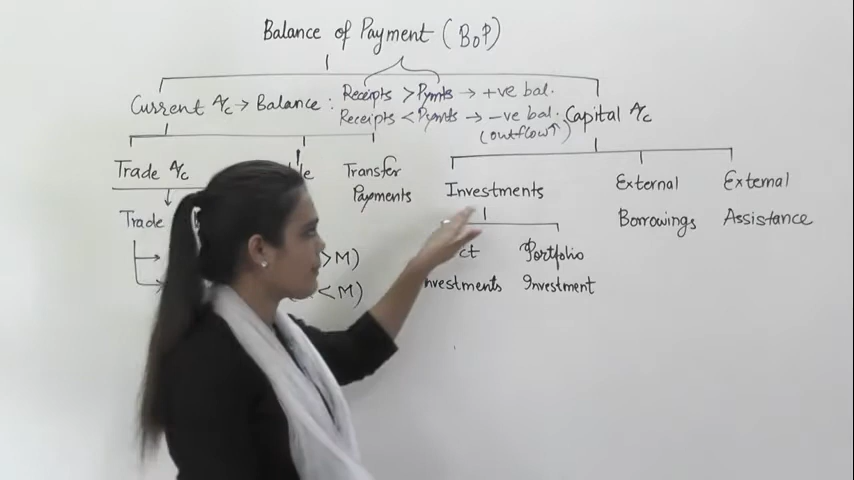 Balance of Payment (BoP)
Current A/c → Balance : Receipts > Pymts → +ve bal.
Receipts < Pymts → -ve bal.
(outflow↑)
Capital A/c
Trade A/c
Trade
> M)
< M)
Transfer
Payments
Investments
ct
nvestments
Portfolio
Investment
External
Borrowings
External
Assistance